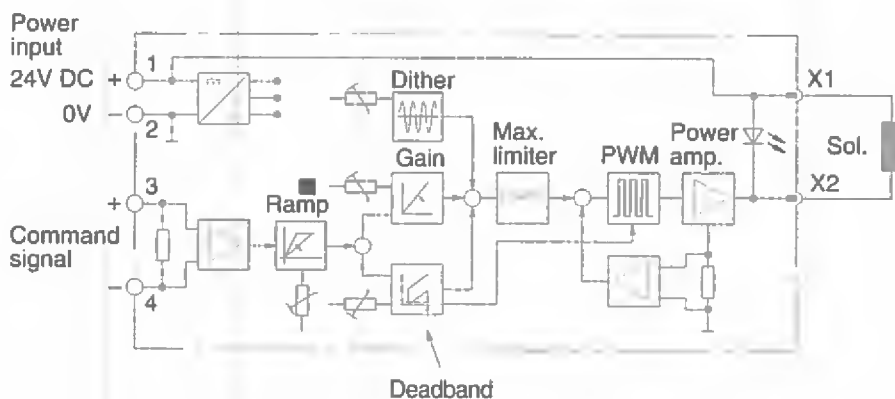 Power
input
24V DC
+
1
0V
−
2
Dither
Gain
Max.
limiter
PWM
Power
amp.
X1
Sol.
X2
+
3
Ramp
Command
signal
−
4
Deadband